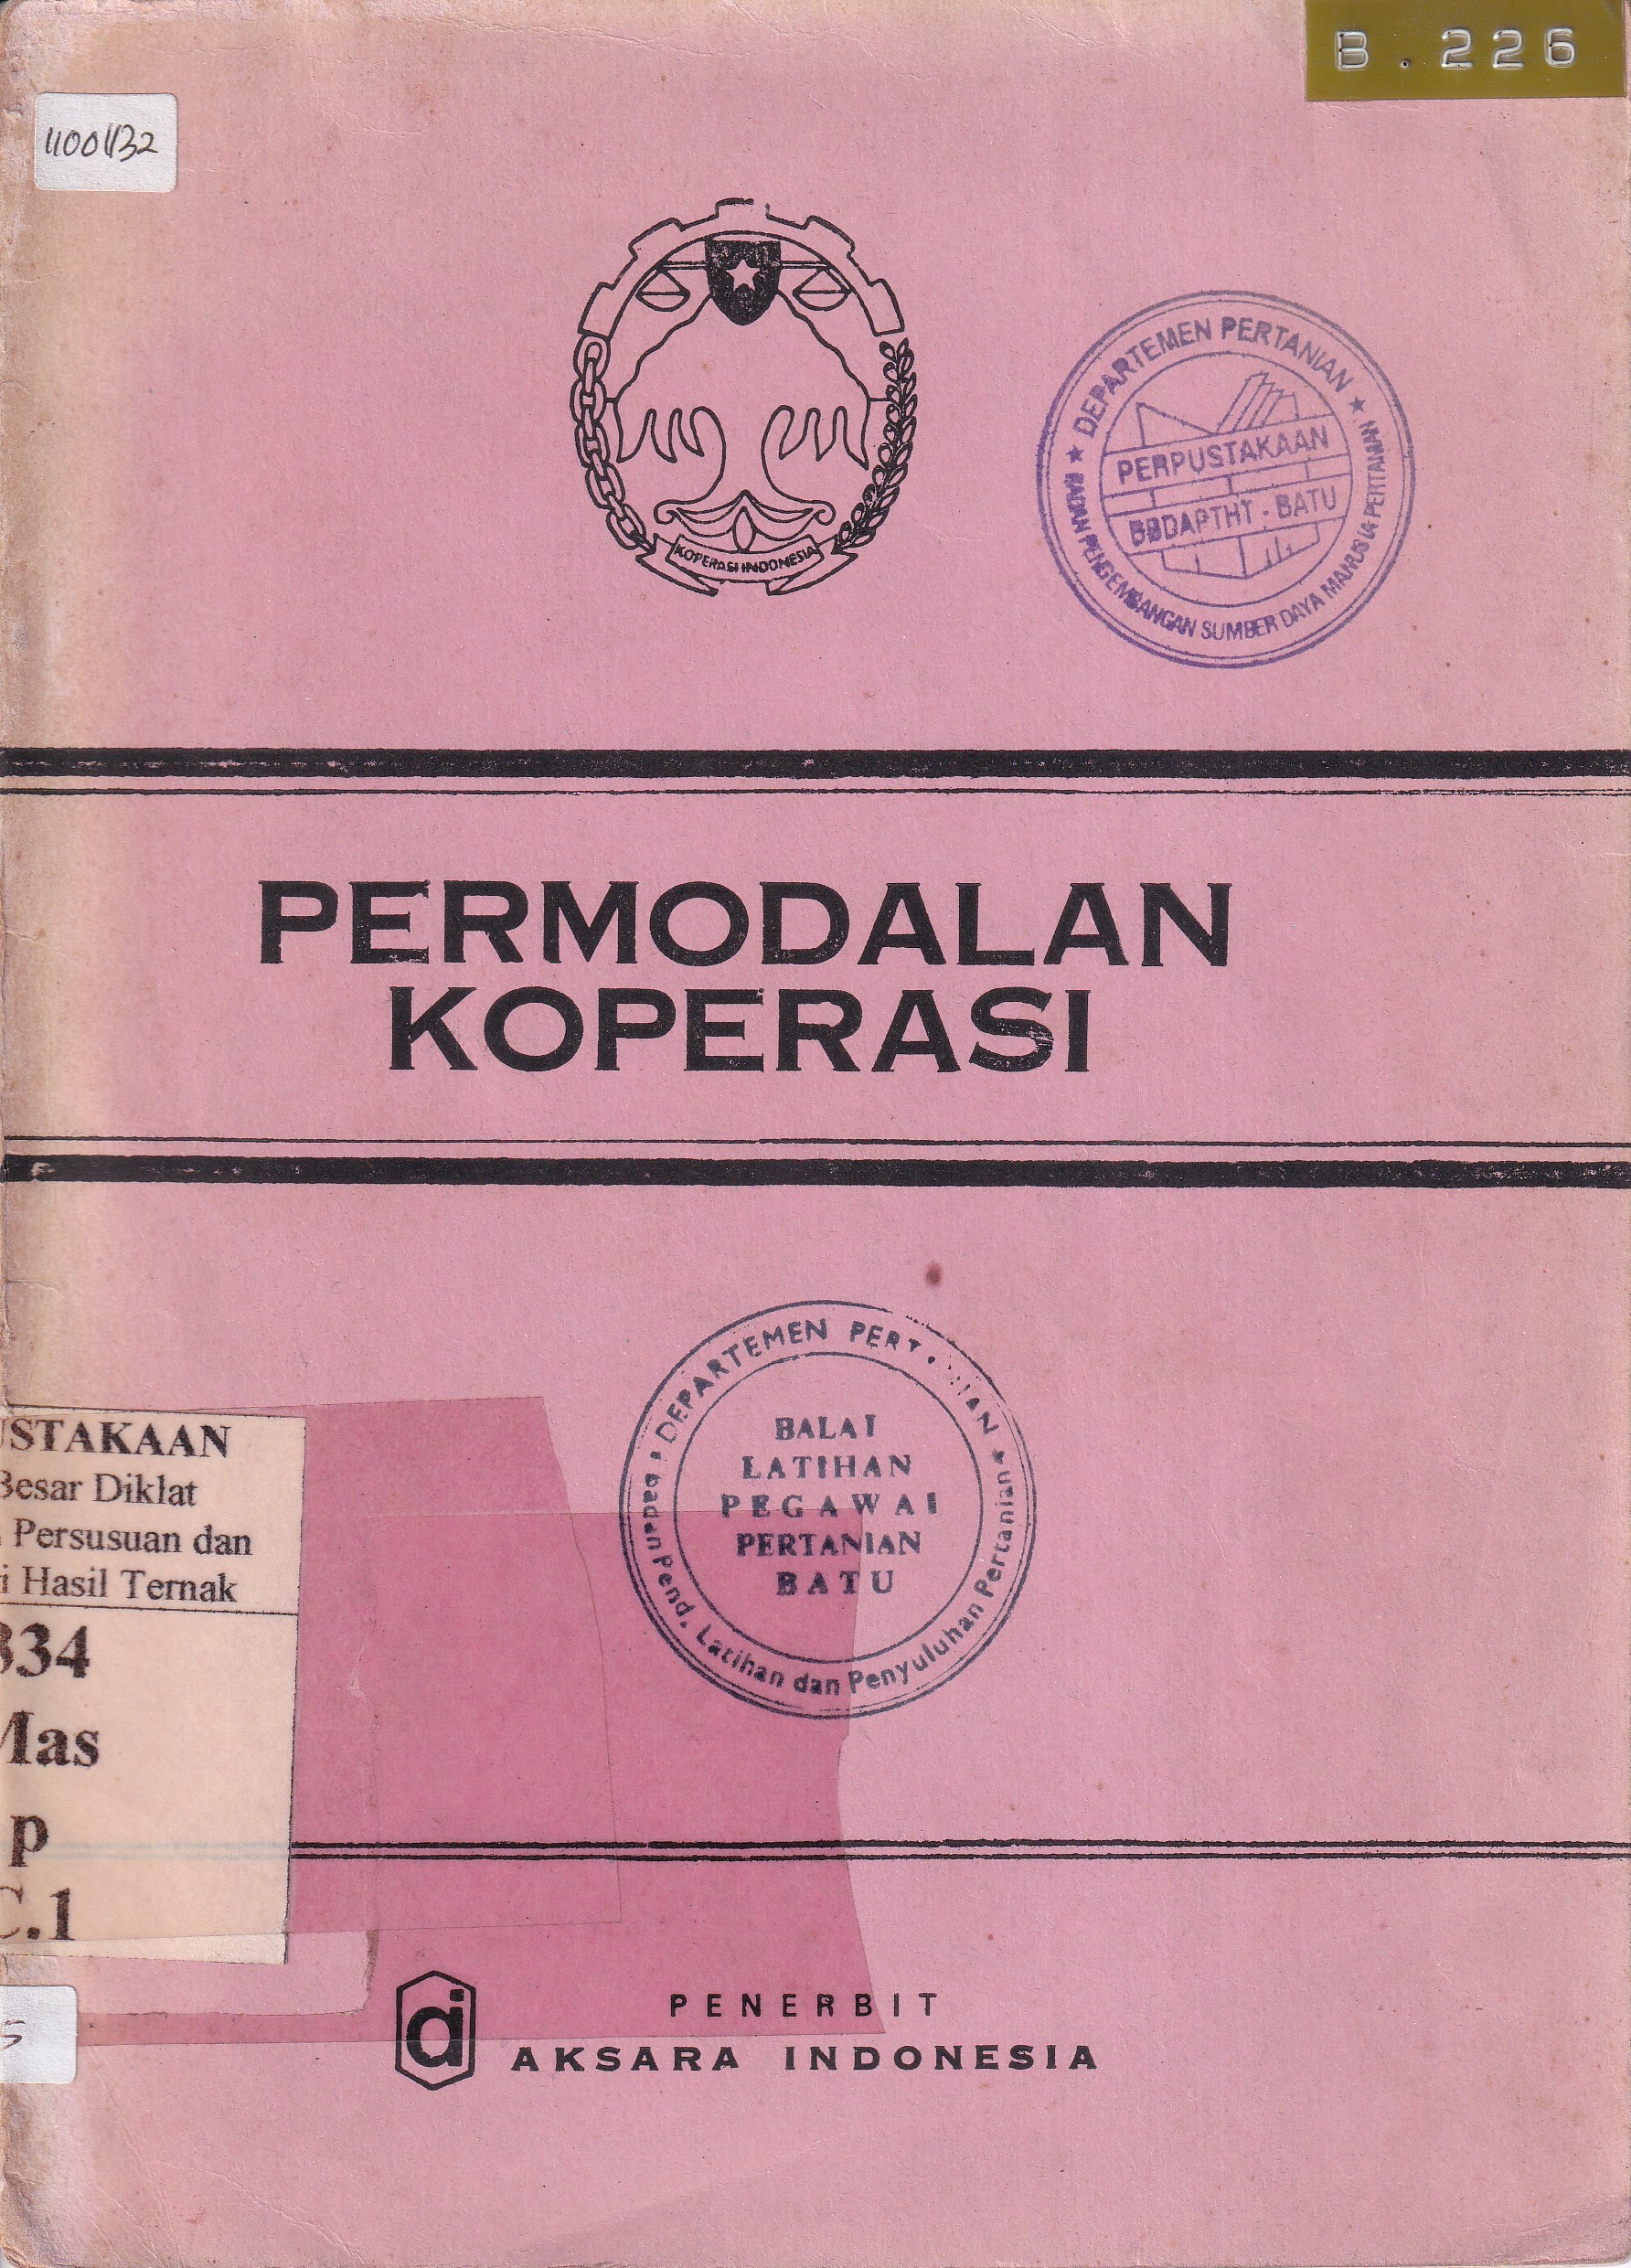 B.226
1100432
KOPERASI INDONESIA
★ DEPARTEMEN PERTANIAN ★
PERPUSTAKAAN
BBDAPTHT - BATU
BADAN PENGEMBANGAN SUMBER DAYA MANUSIA PERTANIAN
PERMODALAN
KOPERASI
DEPARTEMEN PERT
BALAI
LATIHAN
PEGAWAI
PERTANIAN
BATU
badan Pend. Latihan dan Penyuluhan Pertanian
USTAKAAN
Besar Diklat
Persusuan dan
i Hasil Ternak
334
Mas
p
C.1
ai
PENERBIT
AKSARA INDONESIA